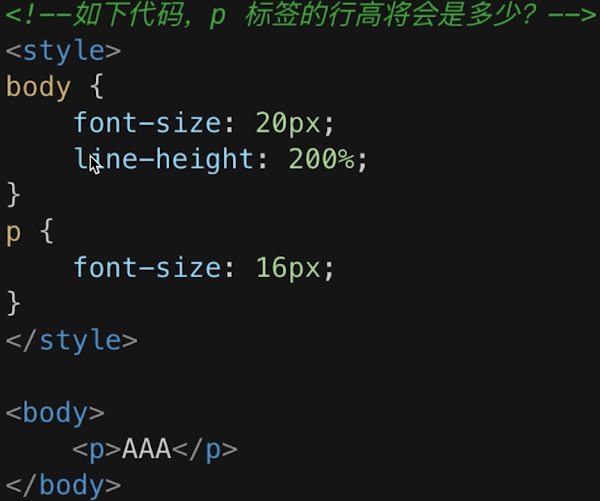 <!--如下代码，p 标签的行高将会是多少？-->
<style>
body {
    font-size: 20px;
    line-height: 200%;
}
p {
    font-size: 16px;
}
</style>

<body>
    <p>AAA</p>
</body>